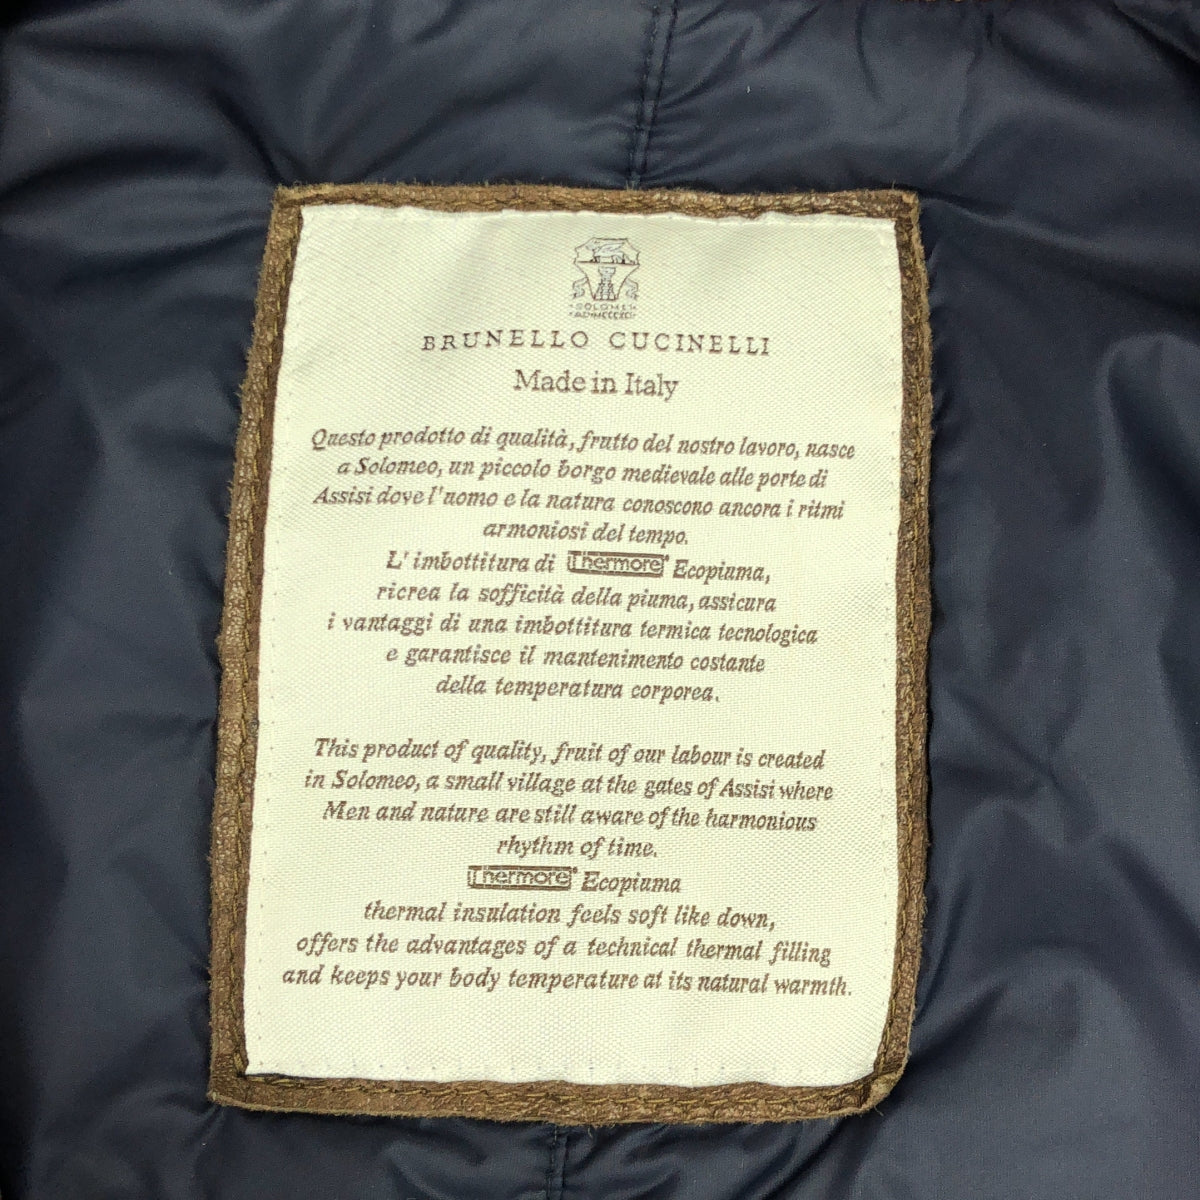 SOLOMEO
BRUNELLO CUCINELLI
Made in Italy
Questo prodotto di qualità, frutto del nostro lavoro, nasce
a Solomeo, un piccolo borgo medievale alle porte di
Assisi dove l'uomo e la natura conoscono ancora i ritmi
armoniosi del tempo.
L' imbottitura di Thermore® Ecopiuma,
ricrea la sofficità della piuma, assicura
i vantaggi di una imbottitura termica tecnologica
e garantisce il mantenimento costante
della temperatura corporea.
This product of quality, fruit of our labour is created
in Solomeo, a small village at the gates of Assisi where
Men and nature are still aware of the harmonious
rhythm of time.
Thermore® Ecopiuma
thermal insulation feels soft like down,
offers the advantages of a technical thermal filling
and keeps your body temperature at its natural warmth.